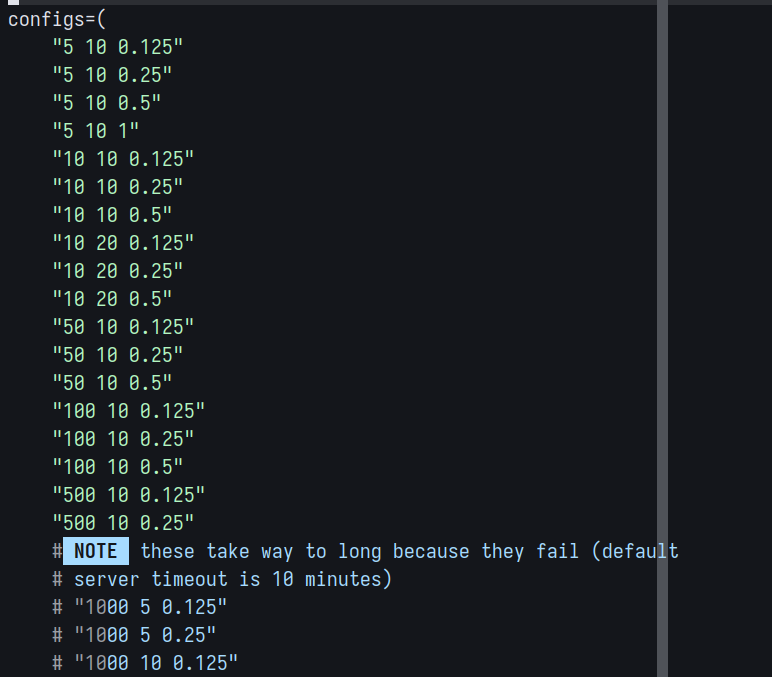 configs=(
"5 10 0.125"
"5 10 0.25"
"5 10 0.5"
"5 10 1"
"10 10 0.125"
"10 10 0.25"
"10 10 0.5"
"10 20 0.125"
"10 20 0.25"
"10 20 0.5"
"50 10 0.125"
"50 10 0.25"
"50 10 0.5"
"100 10 0.125"
"100 10 0.25"
"100 10 0.5"
"500 10 0.125"
"500 10 0.25"
# NOTE these take way to long because they fail (default
# server timeout is 10 minutes)
# "1000 5 0.125"
# "1000 5 0.25"
# "1000 10 0.125"